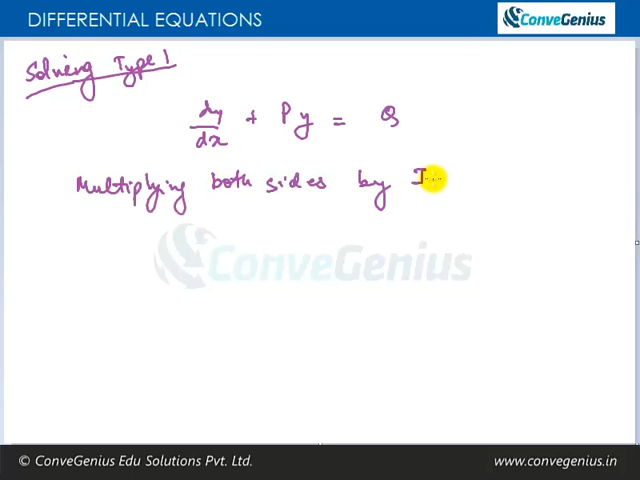 DIFFERENTIAL EQUATIONS
ConveGenius
Solving Type 1
dy/dx + Py = Q
Multiplying both sides by I..
ConveGenius
© ConveGenius Edu Solutions Pvt. Ltd.
www.convegenius.in